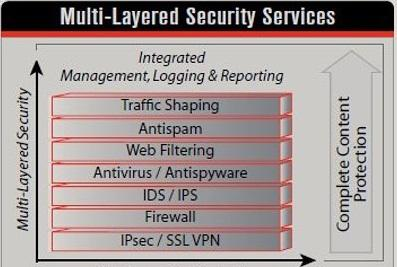 Multi-Layered Security Services
Integrated
Management, Logging & Reporting
Multi-Layered Security
Traffic Shaping
Antispam
Web Filtering
Antivirus / Antispyware
IDS / IPS
Firewall
IPsec / SSL VPN
Complete Content
Protection